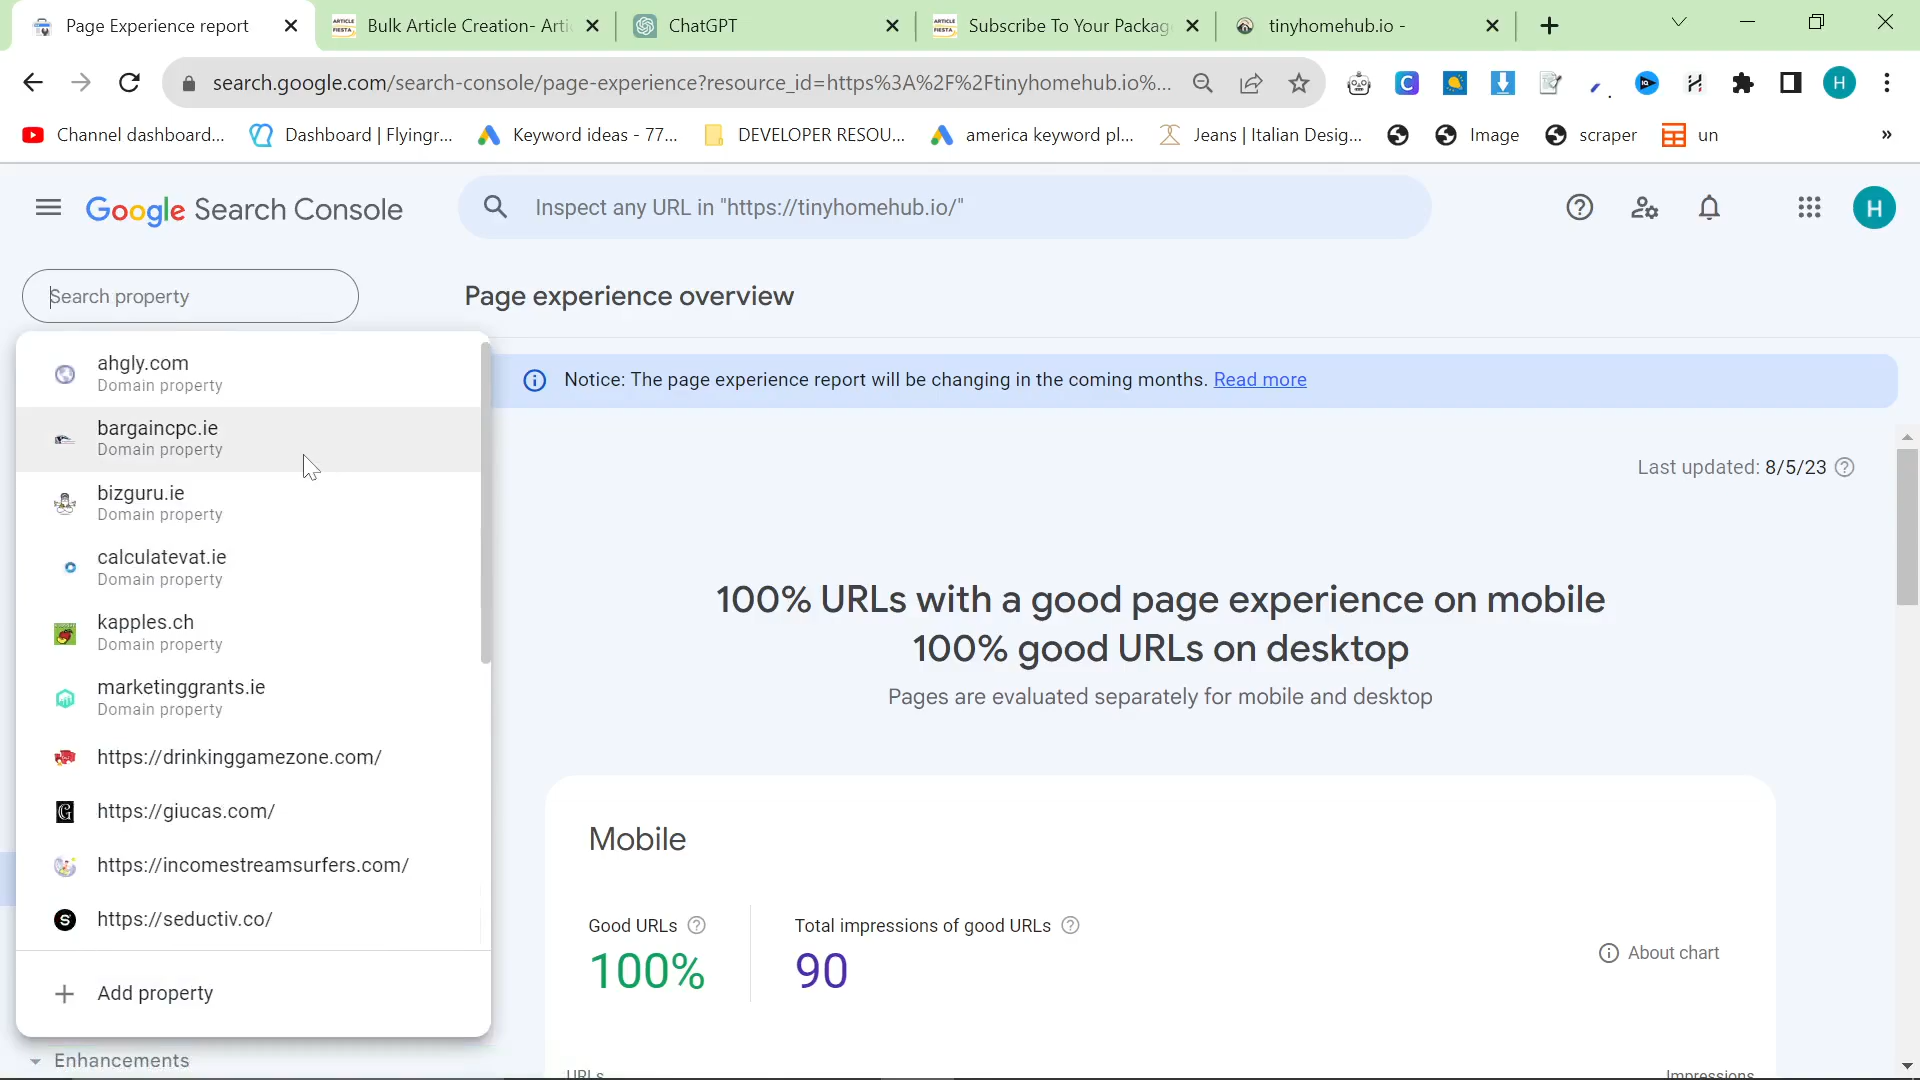 Page Experience report
Bulk Article Creation- Arti
ChatGPT
Subscribe To Your Packag
tinyhomehub.io -
search.google.com/search-console/page-experience?resource_id=https%3A%2F%2Ftinyhomehub.io%...
Channel dashboard...
Dashboard | Flyingr...
Keyword ideas - 77...
DEVELOPER RESOU...
america keyword pl...
Jeans | Italian Desig...
Image
scraper
un
»
Google Search Console
Inspect any URL in "https://tinyhomehub.io/"
H
Search property
Page experience overview
ahgly.com
Domain property
bargaincpc.ie
Domain property
bizguru.ie
Domain property
calculatevat.ie
Domain property
kapples.ch
Domain property
marketinggrants.ie
Domain property
https://drinkinggamezone.com/
https://giucas.com/
https://incomestreamsurfers.com/
https://seductiv.co/
Add property
Enhancements
Notice: The page experience report will be changing in the coming months. Read more
Last updated: 8/5/23
100% URLs with a good page experience on mobile
100% good URLs on desktop
Pages are evaluated separately for mobile and desktop
Mobile
Good URLs
100%
Total impressions of good URLs
90
About chart
URLs
Impressions